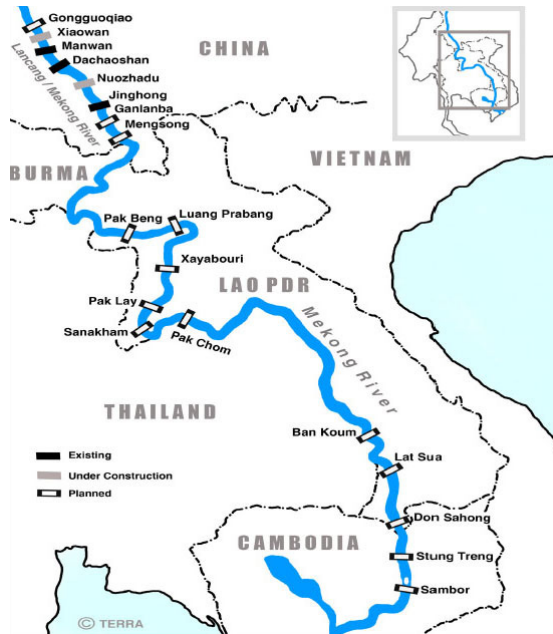 Gongguoqiao
Xiaowan
Manwan
Dachaoshan
Nuozhadu
Jinghong
Ganlanba
Mengsong
Lancang / Mekong River
CHINA
BURMA
VIETNAM
Pak Beng
Luang Prabang
Xayabouri
LAO PDR
Pak Lay
Sanakham
Pak Chom
Mekong River
THAILAND
Ban Koum
Lat Sua
Existing
Under Construction
Planned
Don Sahong
CAMBODIA
Stung Treng
Sambor
© TERRA